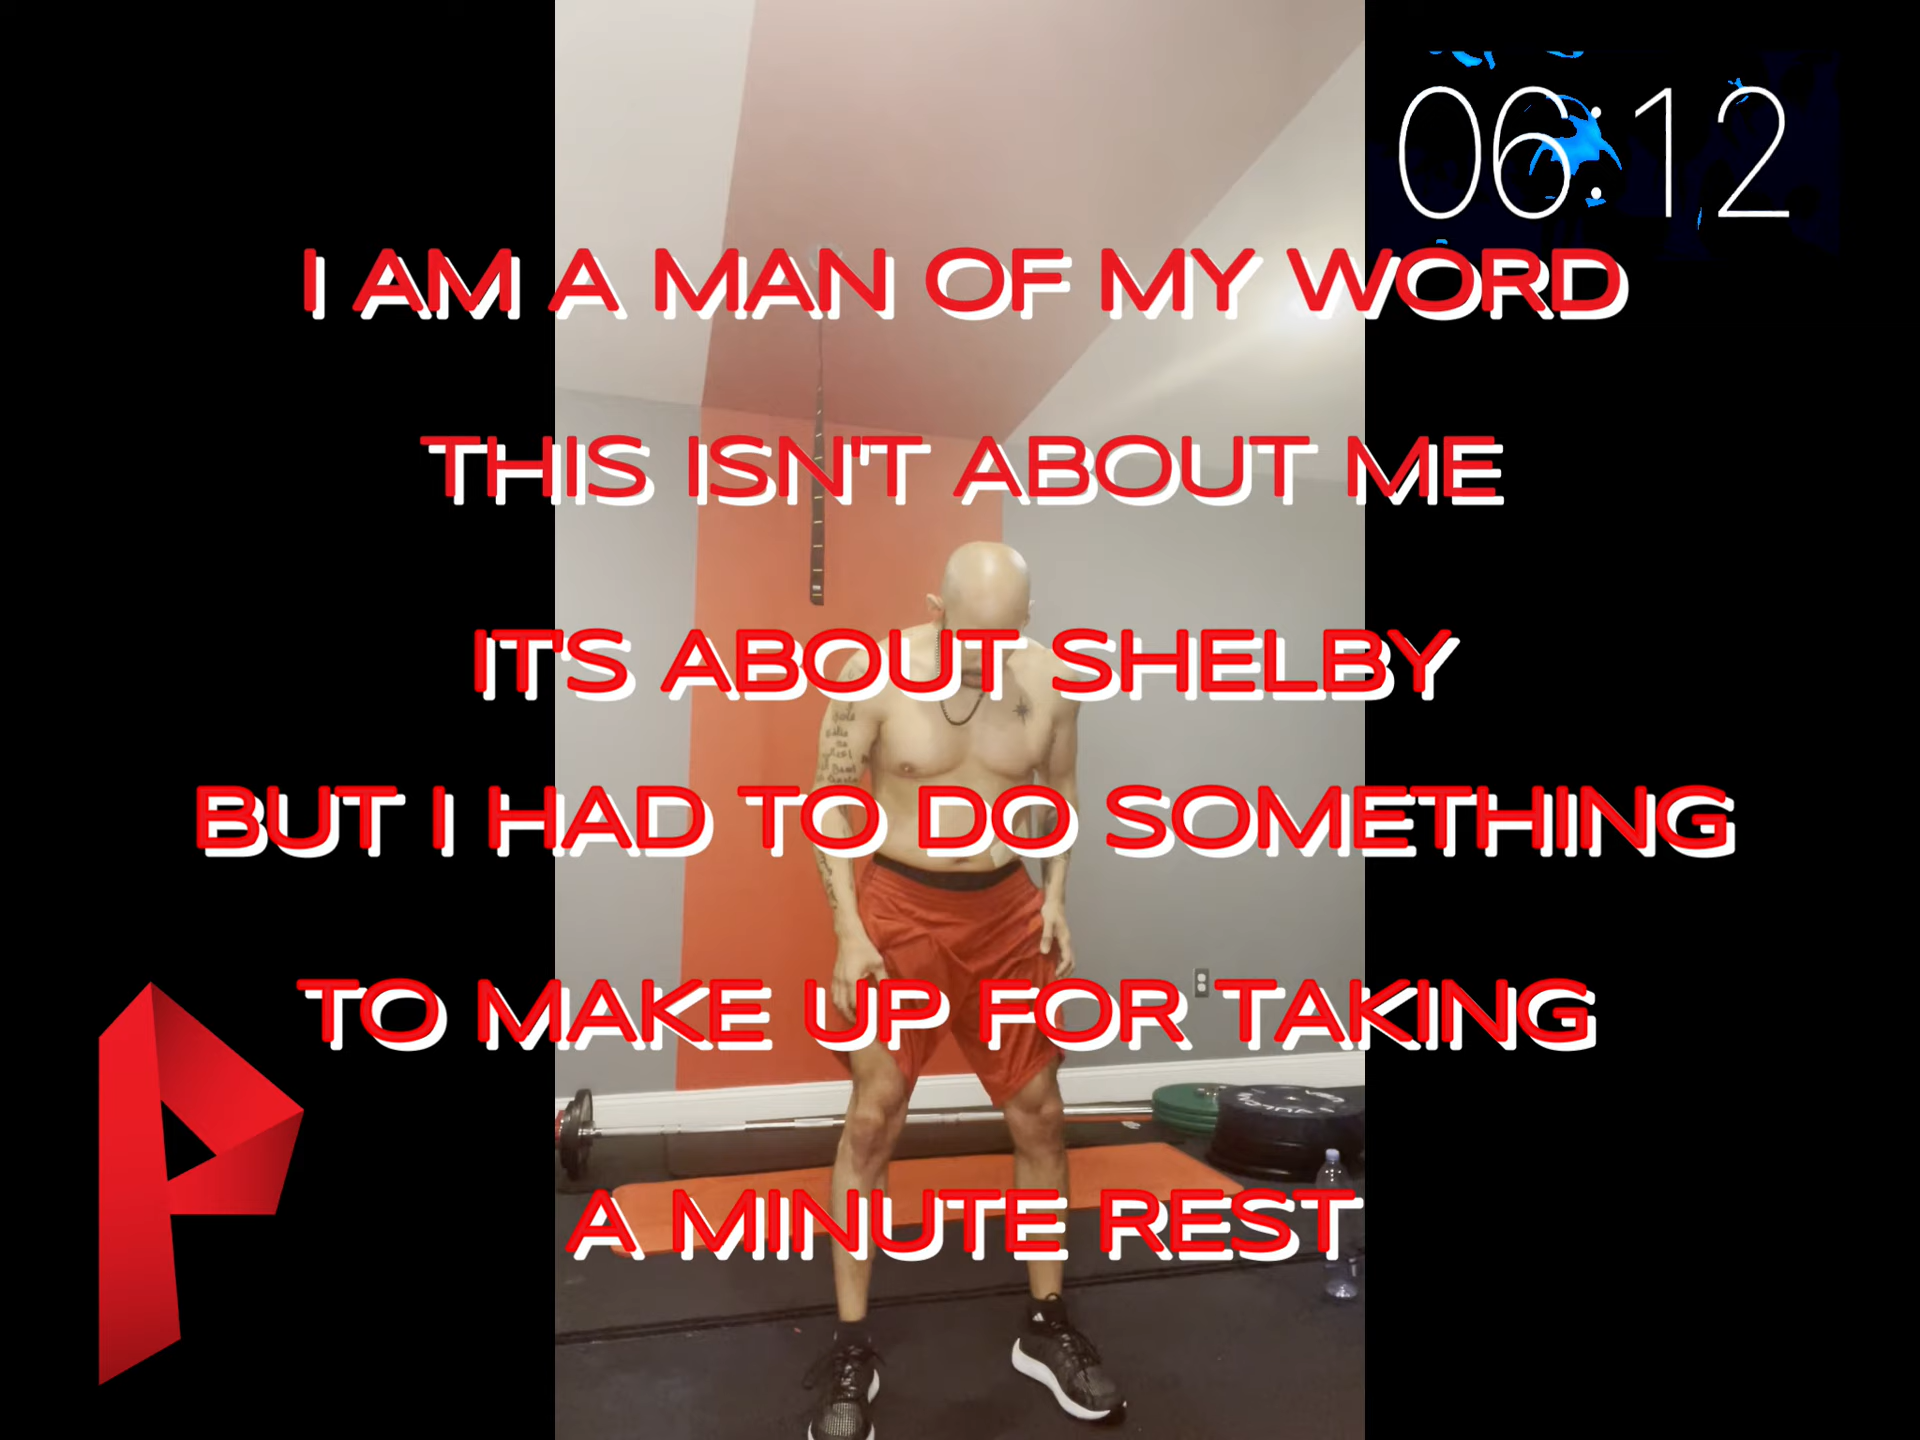 06:12
I AM A MAN OF MY WORD
THIS ISN'T ABOUT ME
IT'S ABOUT SHELBY
BUT I HAD TO DO SOMETHING
TO MAKE UP FOR TAKING
A MINUTE REST
P